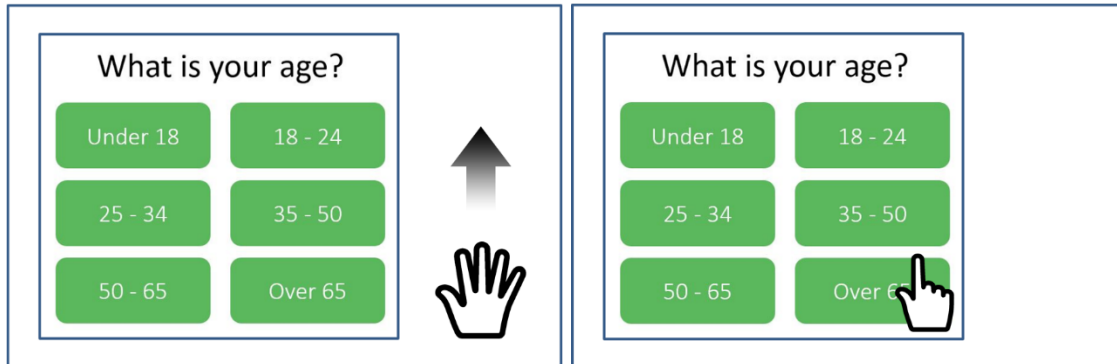 What is your age?
Under 18
18 - 24
25 - 34
35 - 50
50 - 65
Over 65
What is your age?
Under 18
18 - 24
25 - 34
35 - 50
50 - 65
Over 65